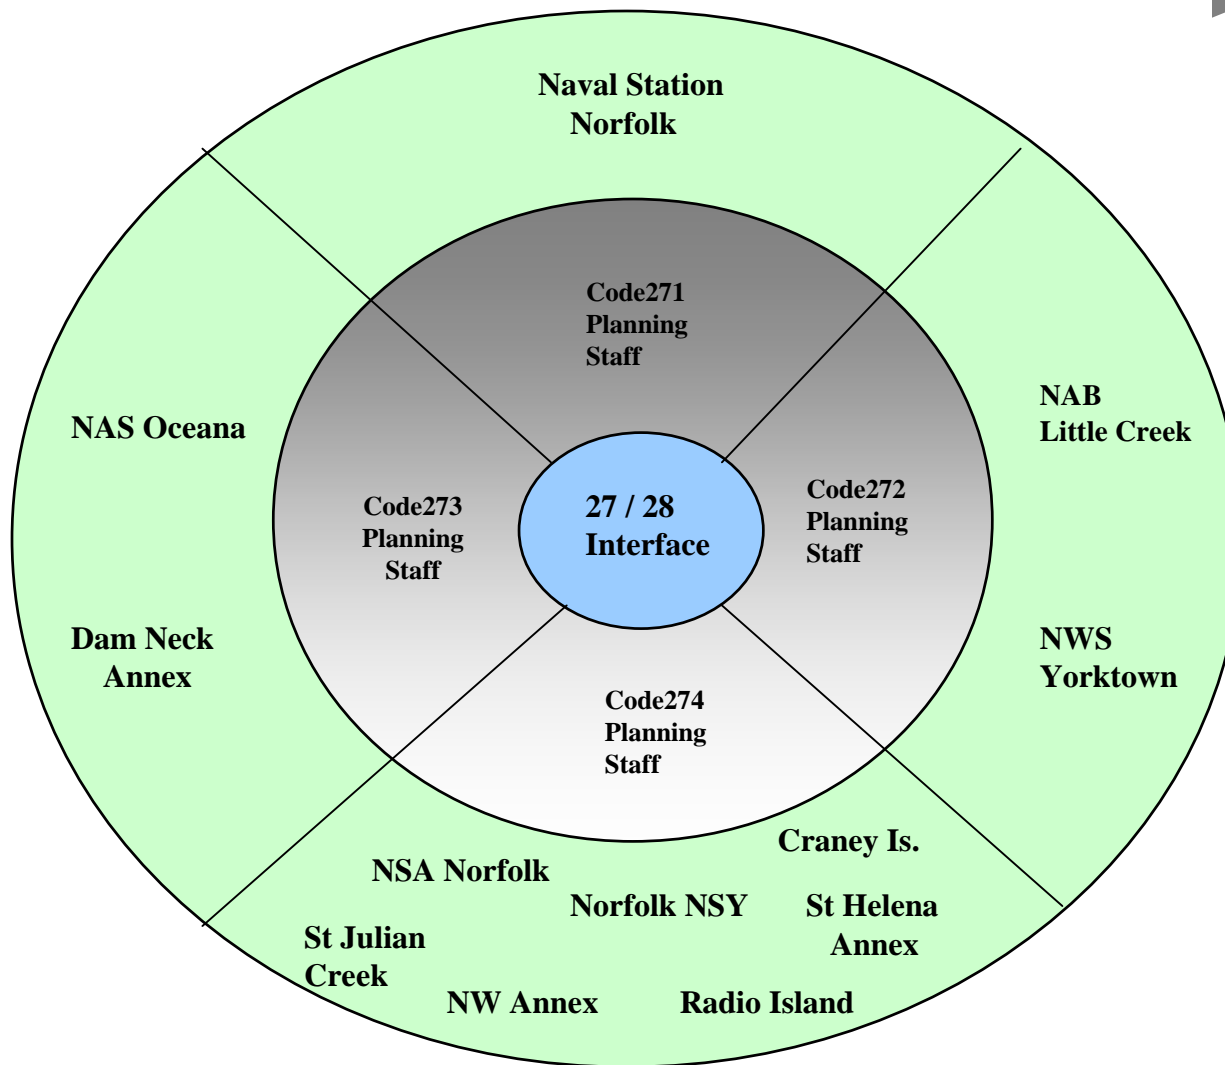 Naval Station
Norfolk
Code271
Planning
Staff
NAS Oceana
NAB
Little Creek
Code273
Planning
Staff
27 / 28
Interface
Code272
Planning
Staff
Dam Neck
Annex
NWS
Yorktown
Code274
Planning
Staff
Craney Is.
NSA Norfolk
Norfolk NSY
St Helena
Annex
St Julian
Creek
NW Annex
Radio Island